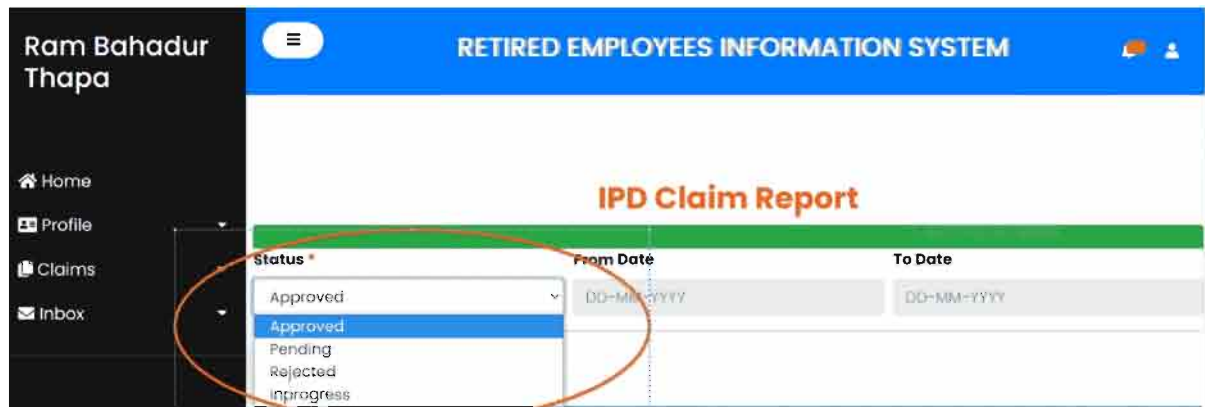 Ram Bahadur
Thapa
RETIRED EMPLOYEES INFORMATION SYSTEM
Home
Profile
Claims
Inbox
IPD Claim Report
Status *
From Date
To Date
Approved
DD-MM-YYYY
DD-MM-YYYY
Approved
Pending
Rejected
Inprogress